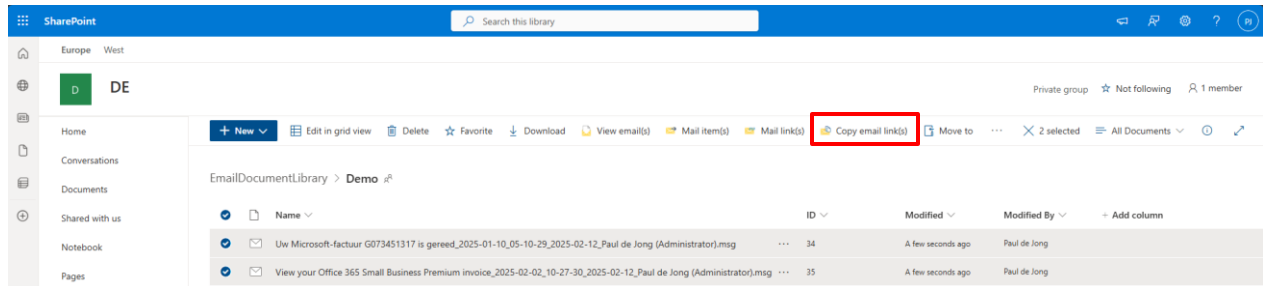 SharePoint Search this library ? PJ
Europe West
D DE Private group Not following 1 member
Home + New Edit in grid view Delete Favorite Download View email(s) Mail item(s) Mail link(s) Copy email link(s) Move to ··· 2 selected All Documents
Conversations
EmailDocumentLibrary > Demo
Documents
Shared with us Name ID Modified Modified By + Add column
Notebook Uw Microsoft-factuur G073451317 is gereed_2025-01-10_05-10-29_2025-02-12_Paul de Jong (Administrator).msg ··· 34 A few seconds ago Paul de Jong
Pages View your Office 365 Small Business Premium invoice_2025-02-02_10-27-30_2025-02-12_Paul de Jong (Administrator).msg ··· 35 A few seconds ago Paul de Jong